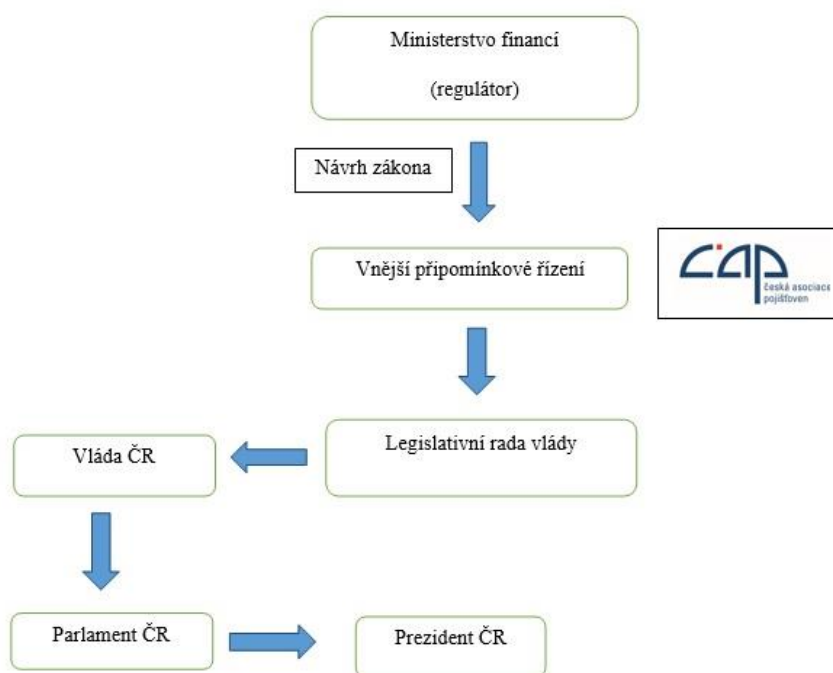 Ministerstvo financí
(regulátor)
Návrh zákona
Vnější připomínkové řízení
ČAP
česká asociace
pojišťoven
Legislativní rada vlády
Vláda ČR
Parlament ČR
Prezident ČR